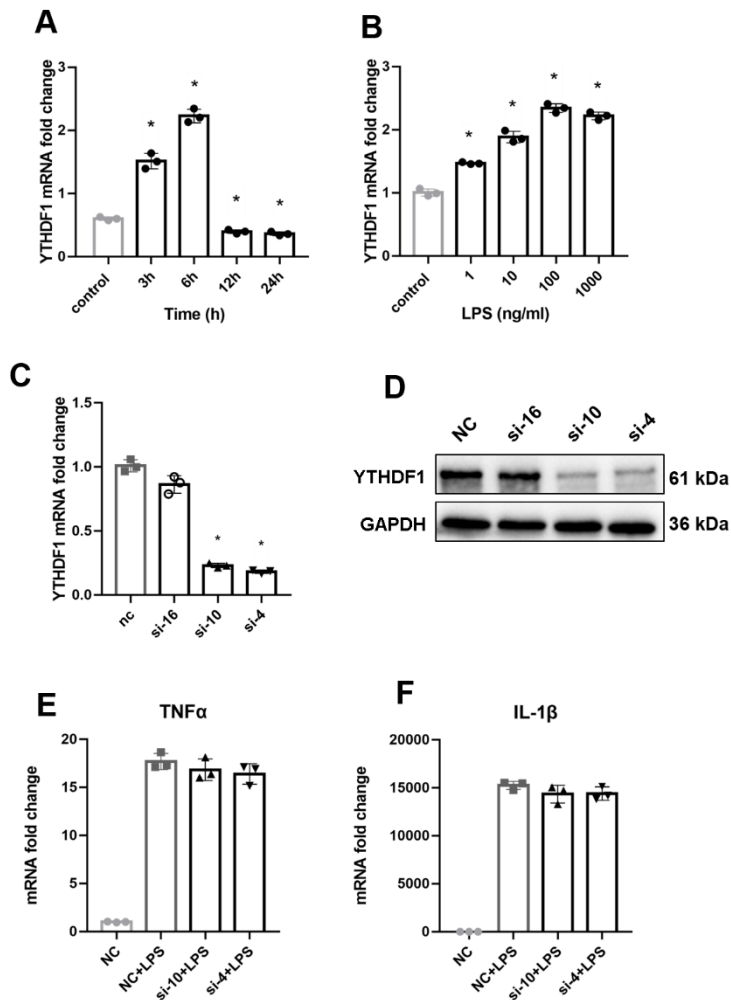 A
YTHDF1 mRNA fold change
3
2
1
0
*
*
*
*
control
3h
6h
12h
24h
Time (h)
B
YTHDF1 mRNA fold change
3
2
1
0
*
*
*
*
control
1
10
100
1000
LPS (ng/ml)
C
YTHDF1 mRNA fold change
1.5
1.0
0.5
0.0
*
*
nc
si-16
si-10
si-4
D
NC si-16 si-10 si-4
YTHDF1 61 kDa
GAPDH 36 kDa
E
TNFα
mRNA fold change
20
15
10
5
0
NC
NC+LPS
si-10+LPS
si-4+LPS
F
IL-1β
mRNA fold change
20000
15000
10000
5000
0
NC
NC+LPS
si-10+LPS
si-4+LPS